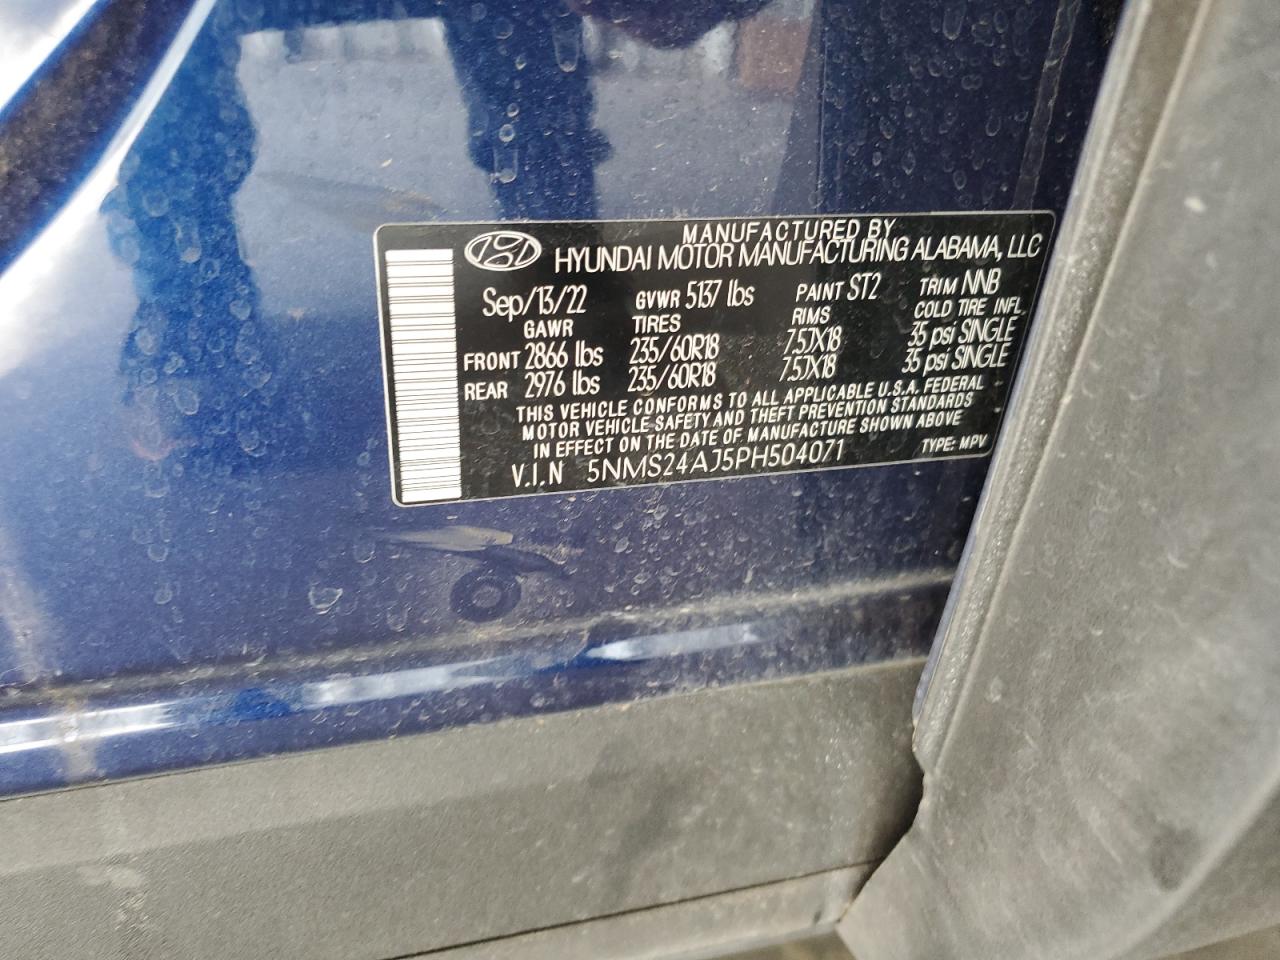 MANUFACTURED BY
HYUNDAI MOTOR MANUFACTURING ALABAMA, LLC
Sep/13/22 GVWR 5137 lbs PAINT ST2 TRIM NNB
GAWR TIRES RIMS COLD TIRE INFL.
FRONT 2866 lbs 235/60R18 7.5JX18 35 psi SINGLE
REAR 2976 lbs 235/60R18 7.5JX18 35 psi SINGLE
THIS VEHICLE CONFORMS TO ALL APPLICABLE U.S.A. FEDERAL
MOTOR VEHICLE SAFETY AND THEFT PREVENTION STANDARDS
IN EFFECT ON THE DATE OF MANUFACTURE SHOWN ABOVE
V.I.N 5NMS24AJ5PH504071 TYPE: MPV